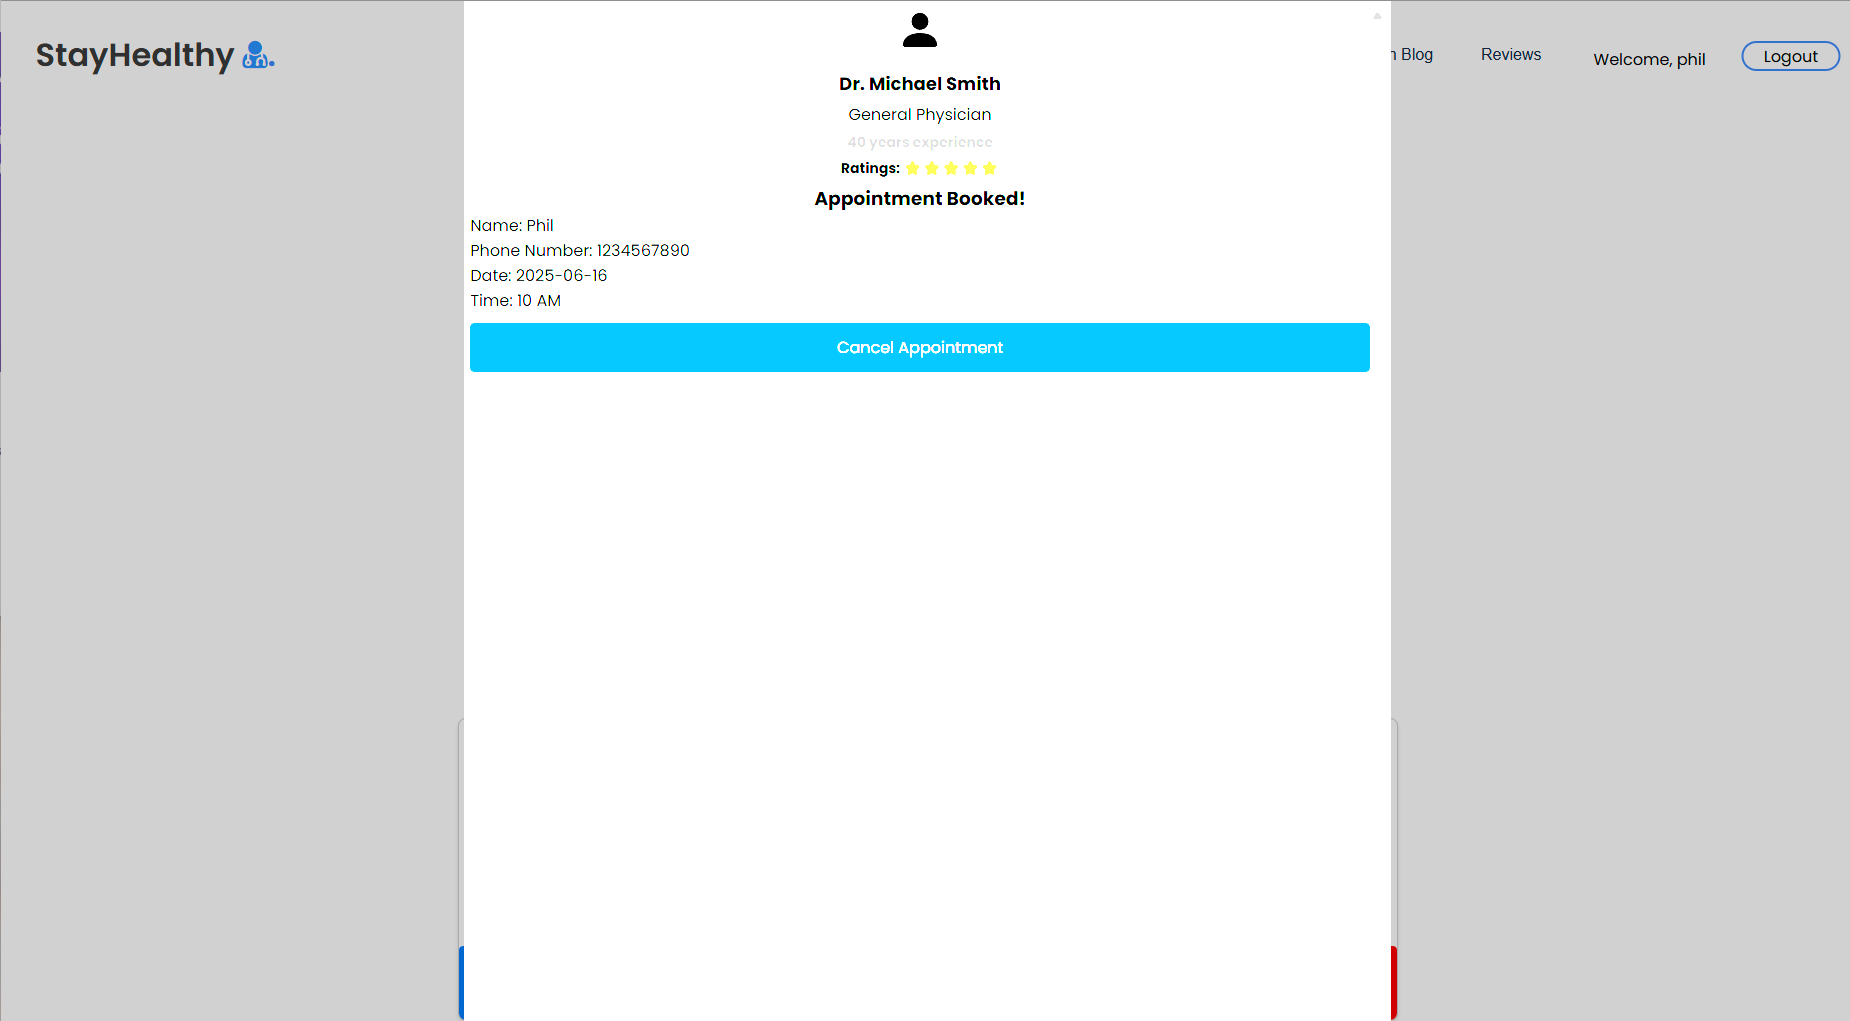 StayHealthy
Blog
Reviews
Welcome, phil
Logout
Dr. Michael Smith
General Physician
40 years experience
Ratings:
Appointment Booked!
Name: Phil
Phone Number: 1234567890
Date: 2025-06-16
Time: 10 AM
Cancel Appointment